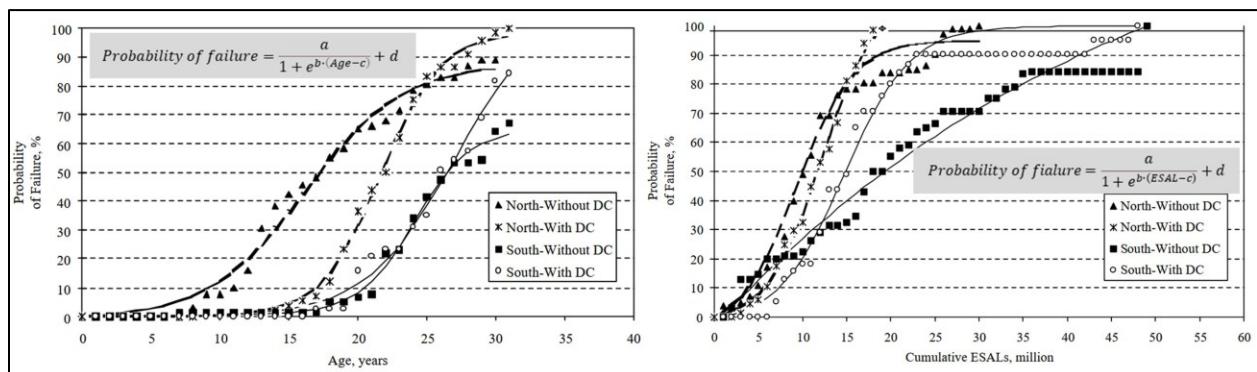 100
90
80
70
60
50
40
30
20
10
0
Probability
of Failure, %
Probability of failure = a / 1 + e^{b·(Age−c)} + d
North-Without DC
North-With DC
South-Without DC
South-With DC
0 5 10 15 20 25 30 35 40
Age, years
100
90
80
70
60
50
40
30
20
10
0
Probability
of Failure, %
Probability of fialure = a / 1 + e^{b·(ESAL−c)} + d
North-Without DC
North-With DC
South-Without DC
South-With DC
0 5 10 15 20 25 30 35 40 45 50 55 60
Cumulative ESALs, million